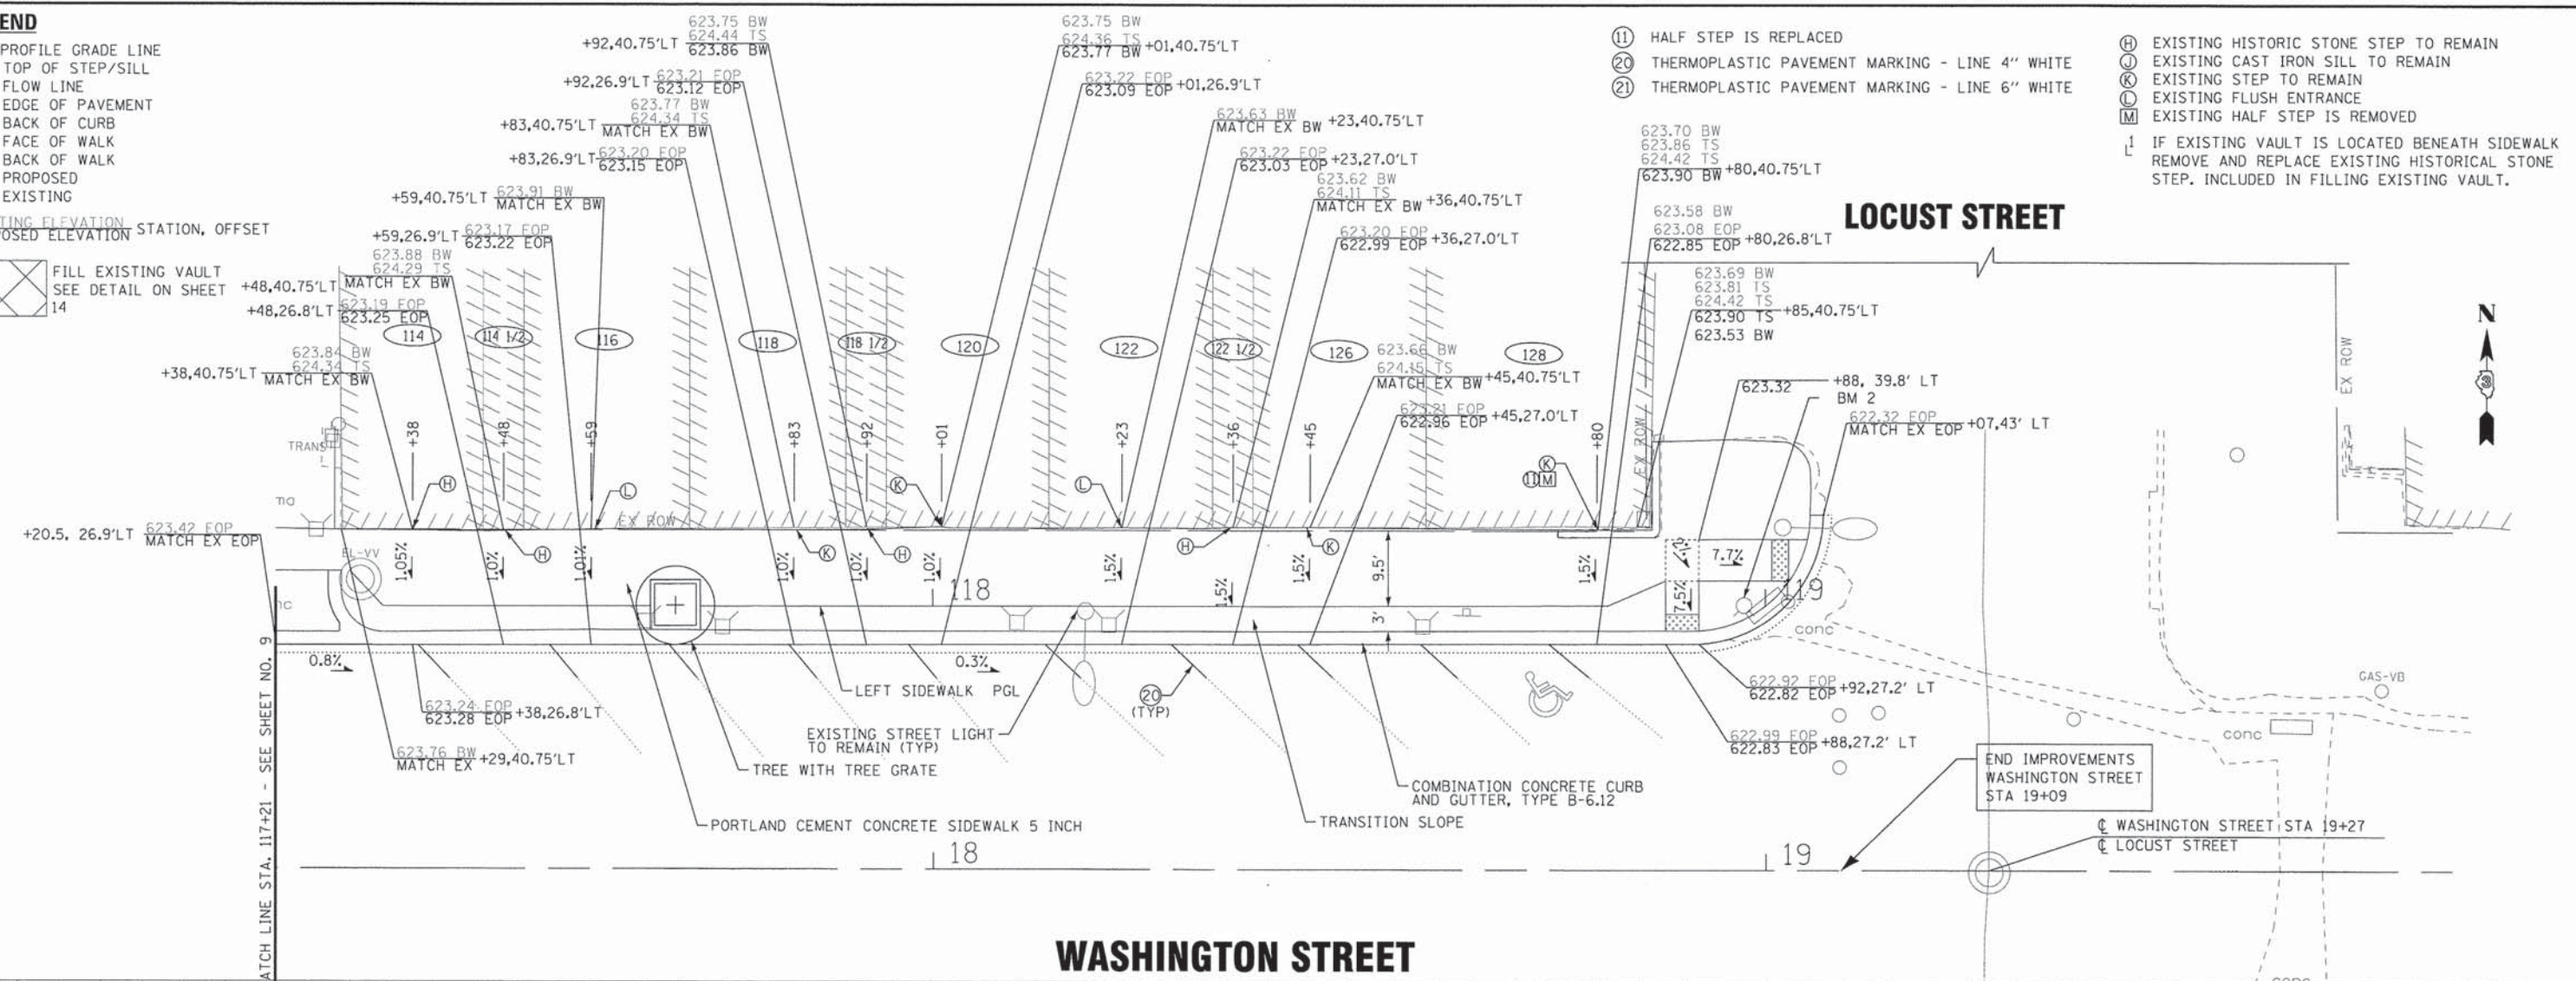 END
PROFILE GRADE LINE
TOP OF STEP/SILL
FLOW LINE
EDGE OF PAVEMENT
BACK OF CURB
FACE OF WALK
BACK OF WALK
PROPOSED
EXISTING
TING ELEVATION
OSED ELEVATION STATION, OFFSET
FILL EXISTING VAULT
SEE DETAIL ON SHEET
14
623.75 BW
624.44 TS
+92,40.75'LT 623.86 BW
623.21 EOP
+92,26.9'LT 623.12 EOP
623.77 BW
624.34 TS
+83,40.75'LT MATCH EX BW
623.20 EOP
+83,26.9'LT 623.15 EOP
623.91 BW
+59,40.75'LT MATCH EX BW
623.17 EOP
+59,26.9'LT 623.22 EOP
623.88 BW
624.29 TS
+48,40.75'LT MATCH EX BW
623.19 EOP
+48,26.8'LT 623.25 EOP
623.84 BW
624.34 TS
+38,40.75'LT MATCH EX BW
623.75 BW
624.36 TS
623.77 BW +01,40.75'LT
623.22 EOP
623.09 EOP +01,26.9'LT
623.63 BW
MATCH EX BW +23,40.75'LT
623.22 EOP
623.03 EOP +23,27.0'LT
623.62 BW
624.11 TS
MATCH EX BW +36,40.75'LT
623.20 EOP
622.99 EOP +36,27.0'LT
623.66 BW
624.15 TS
MATCH EX BW +45,40.75'LT
623.21 EOP
622.96 EOP +45,27.0'LT
11 HALF STEP IS REPLACED
20 THERMOPLASTIC PAVEMENT MARKING - LINE 4" WHITE
21 THERMOPLASTIC PAVEMENT MARKING - LINE 6" WHITE
H EXISTING HISTORIC STONE STEP TO REMAIN
J EXISTING CAST IRON SILL TO REMAIN
K EXISTING STEP TO REMAIN
L EXISTING FLUSH ENTRANCE
M EXISTING HALF STEP IS REMOVED
1 IF EXISTING VAULT IS LOCATED BENEATH SIDEWALK
REMOVE AND REPLACE EXISTING HISTORICAL STONE
STEP. INCLUDED IN FILLING EXISTING VAULT.
623.70 BW
623.86 TS
624.42 TS
623.90 BW +80,40.75'LT
623.58 BW
623.08 EOP
622.85 EOP +80,26.8'LT
623.69 BW
623.81 TS
624.42 TS
623.90 TS +85,40.75'LT
623.53 BW
LOCUST STREET
623.32 +88, 39.8' LT
BM 2
622.32 EOP
MATCH EX EOP +07,43' LT
N
3
EX ROW
EX ROW
EX ROW
114
114 1/2
116
118
118 1/2
120
122
122 1/2
126
128
+38
+48
+59
+83
+92
+01
+23
+36
+45
+80
TRANS
H
H
L
K
H
K
L
H
K
K
11 M
623.42 EOP
+20.5, 26.9'LT MATCH EX EOP
EL-VV
1.05%
1.0%
1.01%
1.0%
1.0%
1.0%
1.5%
1.5%
1.5%
1.5%
9.5'
3'
7.7%
7.5%
118
119
conc
0.8%
0.3%
LEFT SIDEWALK PGL
20
(TYP)
EXISTING STREET LIGHT
TO REMAIN (TYP)
TREE WITH TREE GRATE
623.24 EOP
623.28 EOP +38,26.8'LT
623.76 BW
MATCH EX +29,40.75'LT
PORTLAND CEMENT CONCRETE SIDEWALK 5 INCH
COMBINATION CONCRETE CURB
AND GUTTER, TYPE B-6.12
TRANSITION SLOPE
622.92 EOP
622.82 EOP +92,27.2' LT
622.99 EOP
622.83 EOP +88,27.2' LT
GAS-VB
conc
END IMPROVEMENTS
WASHINGTON STREET
STA 19+09
℄ WASHINGTON STREET STA 19+27
℄ LOCUST STREET
18
19
ATCH LINE STA. 117+21 - SEE SHEET NO. 9
WASHINGTON STREET